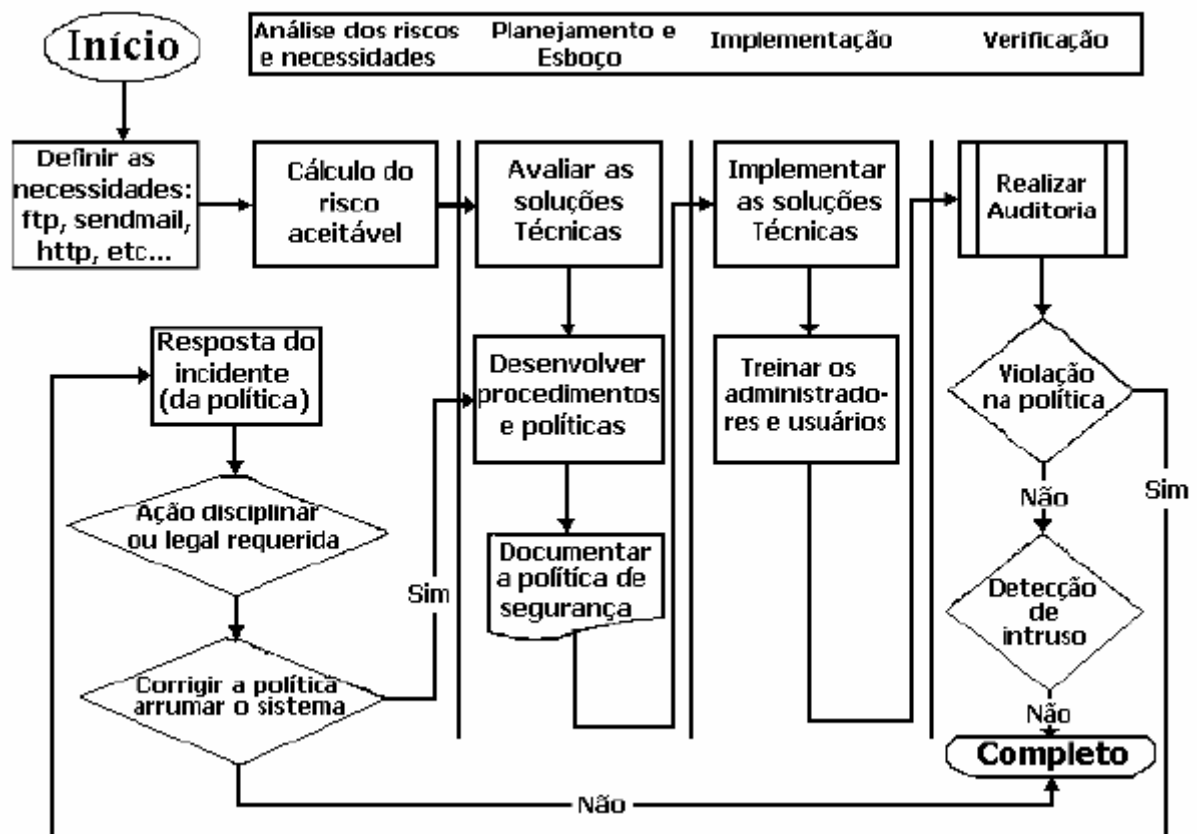 Início
Análise dos riscos
e necessidades
Planejamento e
Esboço
Implementação
Verificação
Definir as
necessidades:
ftp, sendmail,
http, etc...
Cálculo do
risco
aceitável
Avaliar as
soluções
Técnicas
Implementar
as soluções
Técnicas
Realizar
Auditoria
Resposta do
incidente
(da política)
Desenvolver
procedimentos
e políticas
Treinar os
administrado-
res e usuários
Violação
na política
Não
Sim
Ação disciplinar
ou legal requerida
Sim
Documentar
a política de
segurança
Detecção
de
intruso
Corrigir a política
arrumar o sistema
Não
Completo
Não